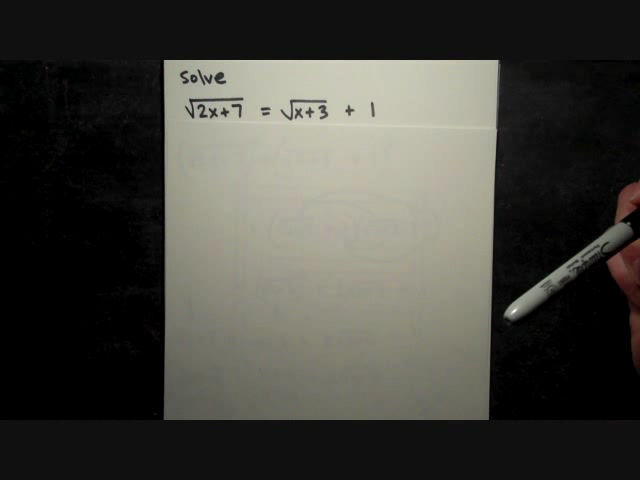 solve
√2x+7 = √x+3 + 1